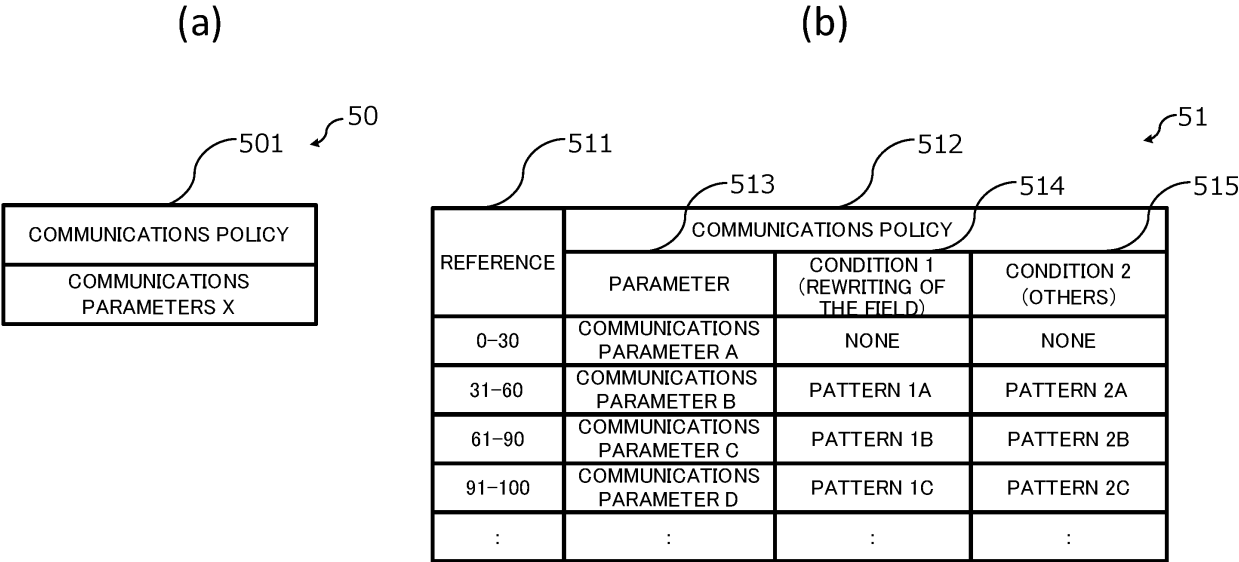 (a)
(b)
50
501
COMMUNICATIONS POLICY
COMMUNICATIONS
PARAMETERS X
51
511
512
513
514
515
REFERENCE
COMMUNICATIONS POLICY
PARAMETER
CONDITION 1
(REWRITING OF
THE FIELD)
CONDITION 2
(OTHERS)
0-30
COMMUNICATIONS
PARAMETER A
NONE
NONE
31-60
COMMUNICATIONS
PARAMETER B
PATTERN 1A
PATTERN 2A
61-90
COMMUNICATIONS
PARAMETER C
PATTERN 1B
PATTERN 2B
91-100
COMMUNICATIONS
PARAMETER D
PATTERN 1C
PATTERN 2C
:
:
:
: